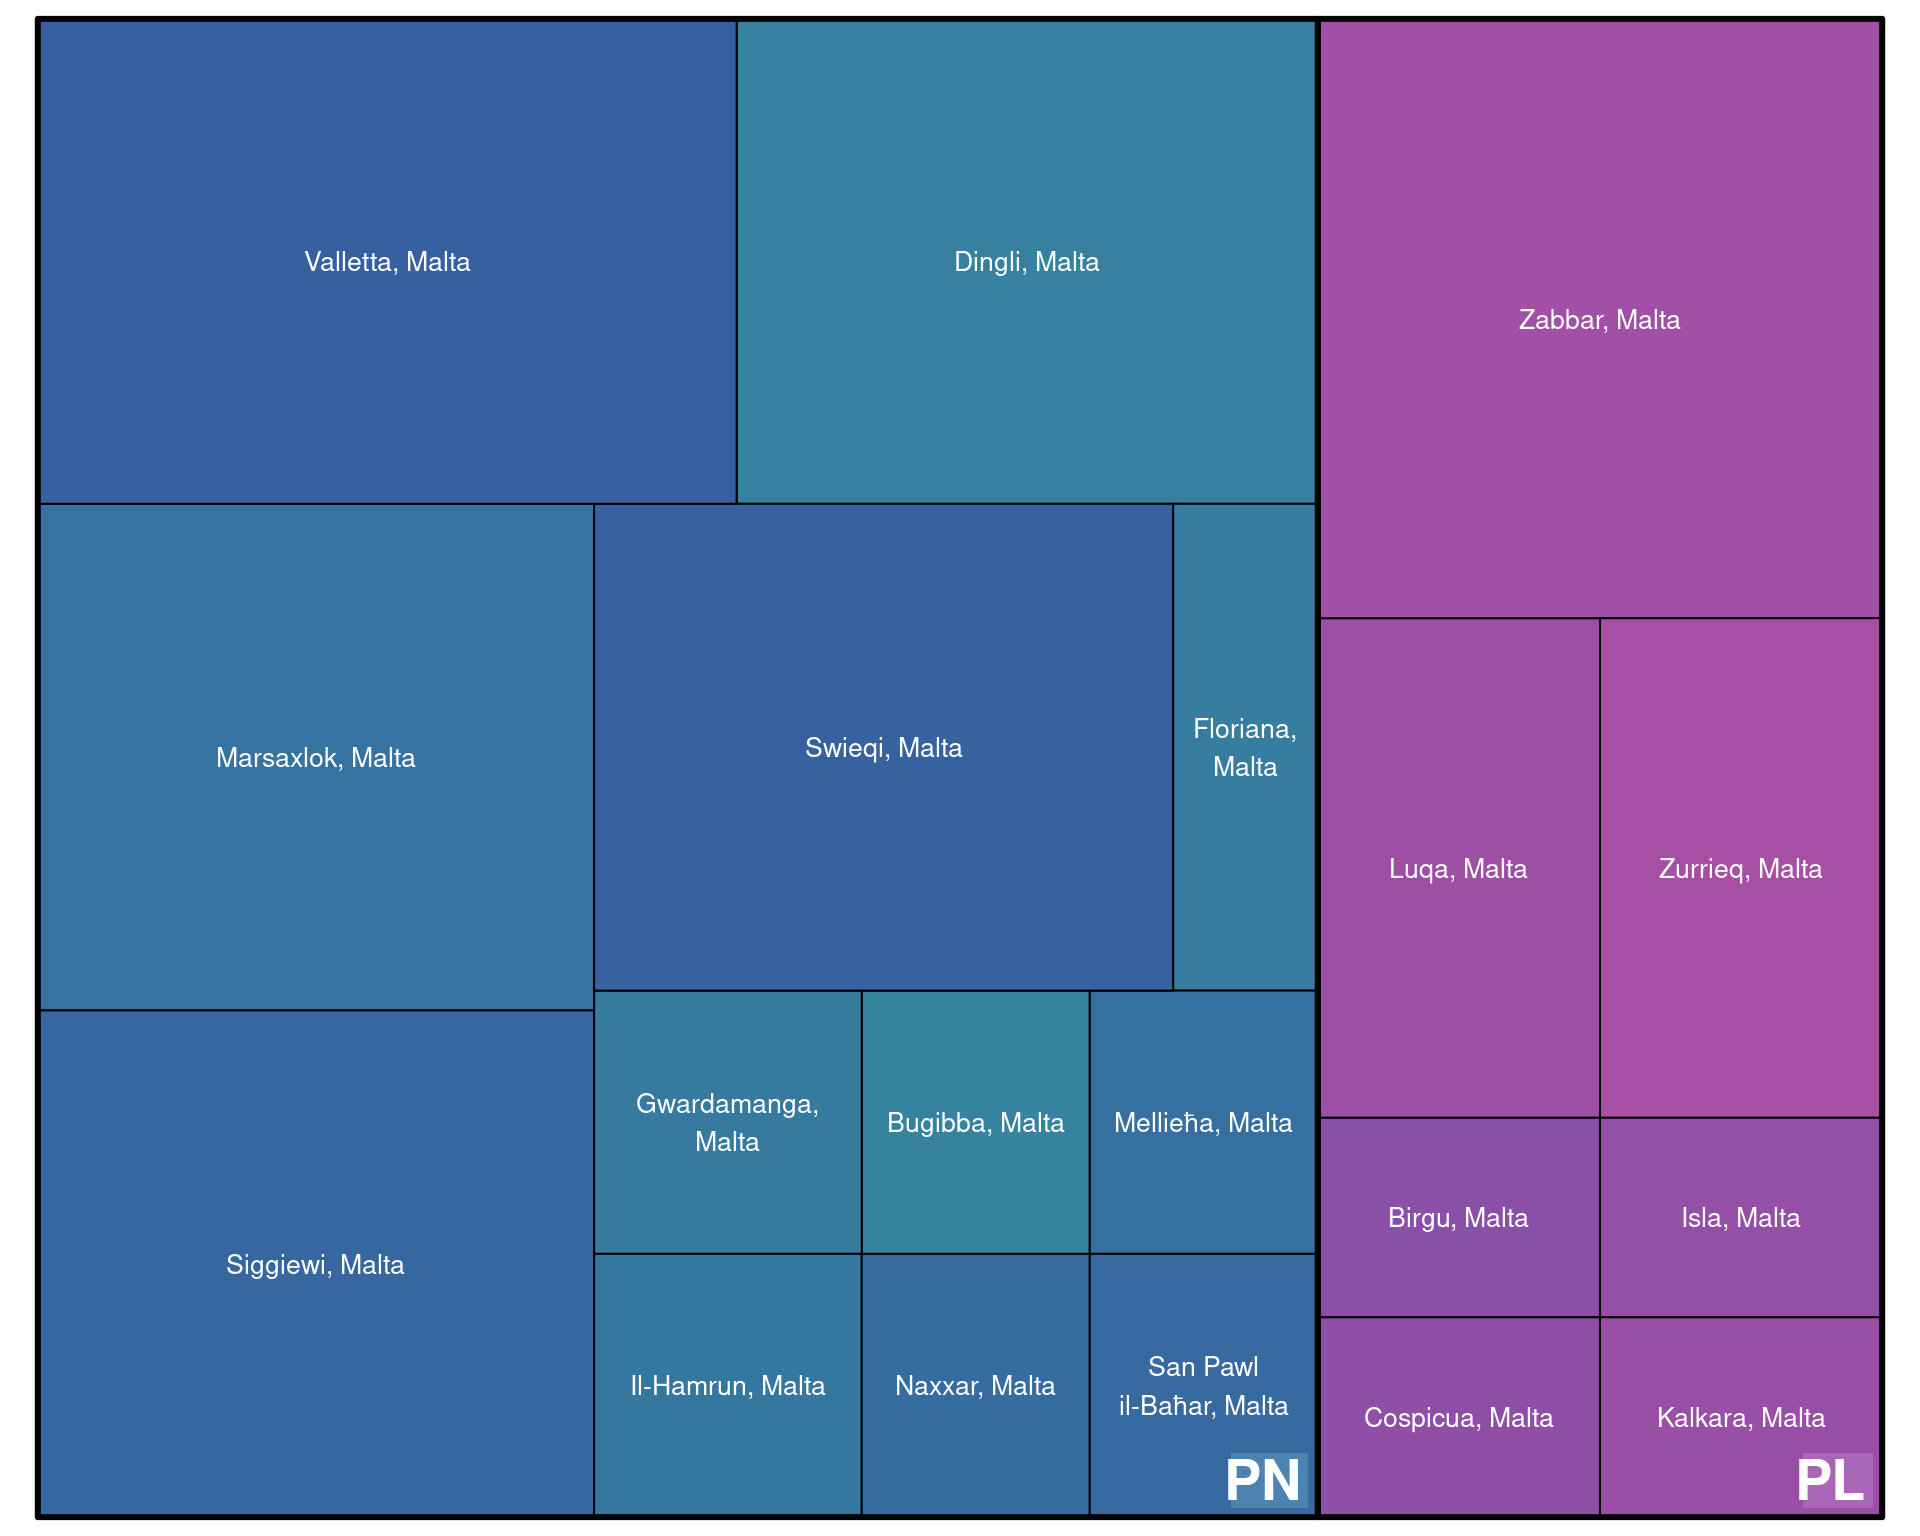 Valletta, Malta
Dingli, Malta
Zabbar, Malta
Marsaxlok, Malta
Swieqi, Malta
Floriana,
Malta
Luqa, Malta
Zurrieq, Malta
Siggiewi, Malta
Gwardamanga,
Malta
Bugibba, Malta
Mellieħa, Malta
Birgu, Malta
Isla, Malta
Il-Hamrun, Malta
Naxxar, Malta
San Pawl
il-Baħar, Malta
Cospicua, Malta
Kalkara, Malta
PN
PL